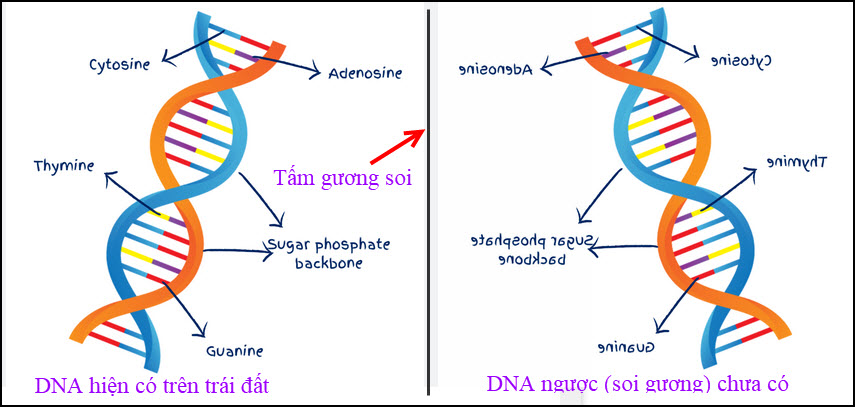 Cytosine
Adenosine
Thymine
Tấm gương soi
Sugar phosphate
backbone
Guanine
DNA hiện có trên trái đất
Cytosine
Adenosine
Thymine
Sugar phosphate
backbone
Guanine
DNA ngược (soi gương) chưa có